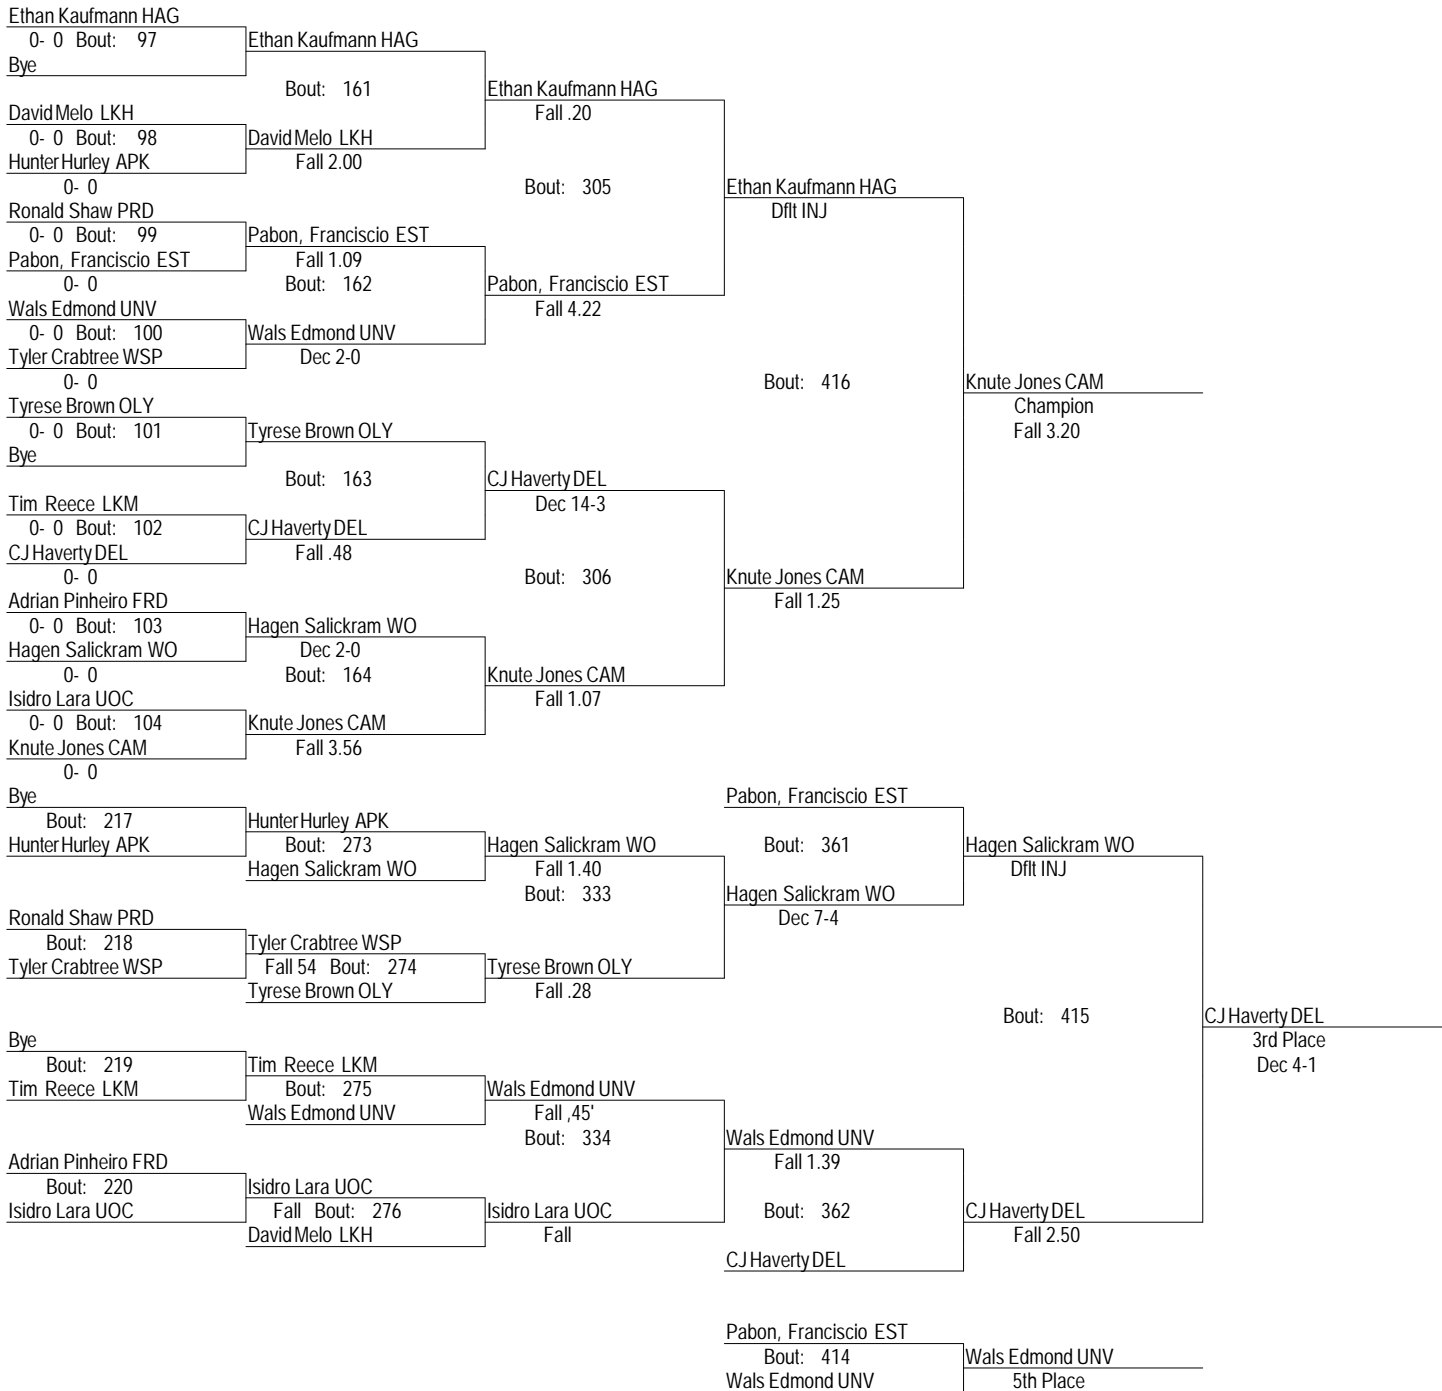 Ethan Kaufmann HAG
0- 0 Bout: 97 Ethan Kaufmann HAG
Bye
Bout: 161 Ethan Kaufmann HAG
David Melo LKH Fall .20
0- 0 Bout: 98 David Melo LKH
Hunter Hurley APK Fall 2.00
0- 0 Bout: 305 Ethan Kaufmann HAG
Ronald Shaw PRD Dflt INJ
0- 0 Bout: 99 Pabon, Franciscio EST
Pabon, Franciscio EST Fall 1.09
0- 0 Bout: 162 Pabon, Franciscio EST
Wals Edmond UNV Fall 4.22
0- 0 Bout: 100 Wals Edmond UNV
Tyler Crabtree WSP Dec 2-0
0- 0 Bout: 416 Knute Jones CAM
Tyrese Brown OLY Champion
0- 0 Bout: 101 Tyrese Brown OLY Fall 3.20
Bye
Bout: 163 CJ Haverty DEL
Tim Reece LKM Dec 14-3
0- 0 Bout: 102 CJ Haverty DEL
CJ Haverty DEL Fall .48
0- 0 Bout: 306 Knute Jones CAM
Adrian Pinheiro FRD Fall 1.25
0- 0 Bout: 103 Hagen Salickram WO
Hagen Salickram WO Dec 2-0
0- 0 Bout: 164 Knute Jones CAM
Isidro Lara UOC Fall 1.07
0- 0 Bout: 104 Knute Jones CAM
Knute Jones CAM Fall 3.56
0- 0
Bye Pabon, Franciscio EST
Bout: 217 Hunter Hurley APK
Hunter Hurley APK Bout: 273 Hagen Salickram WO Bout: 361 Hagen Salickram WO
Hagen Salickram WO Fall 1.40 Dflt INJ
Bout: 333 Hagen Salickram WO
Ronald Shaw PRD Dec 7-4
Bout: 218 Tyler Crabtree WSP
Tyler Crabtree WSP Fall 54 Bout: 274 Tyrese Brown OLY
Tyrese Brown OLY Fall .28
Bout: 415 CJ Haverty DEL
Bye 3rd Place
Bout: 219 Tim Reece LKM Dec 4-1
Tim Reece LKM Bout: 275 Wals Edmond UNV
Wals Edmond UNV Fall ,45'
Bout: 334 Wals Edmond UNV
Adrian Pinheiro FRD Fall 1.39
Bout: 220 Isidro Lara UOC
Isidro Lara UOC Fall Bout: 276 Isidro Lara UOC Bout: 362 CJ Haverty DEL
David Melo LKH Fall Fall 2.50
CJ Haverty DEL
Pabon, Franciscio EST
Bout: 414 Wals Edmond UNV
Wals Edmond UNV 5th Place